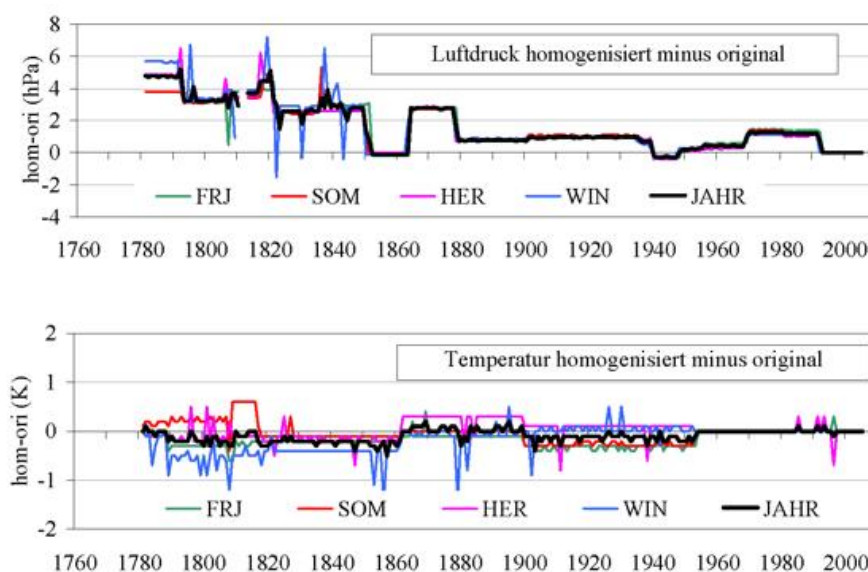 Luftdruck homogenisiert minus original
hom-ori (hPa)
8
6
4
2
0
-2
-4
FRJ SOM HER WIN JAHR
1760 1780 1800 1820 1840 1860 1880 1900 1920 1940 1960 1980 2000
Temperatur homogenisiert minus original
hom-ori (K)
2
1
0
-1
-2
FRJ SOM HER WIN JAHR
1760 1780 1800 1820 1840 1860 1880 1900 1920 1940 1960 1980 2000